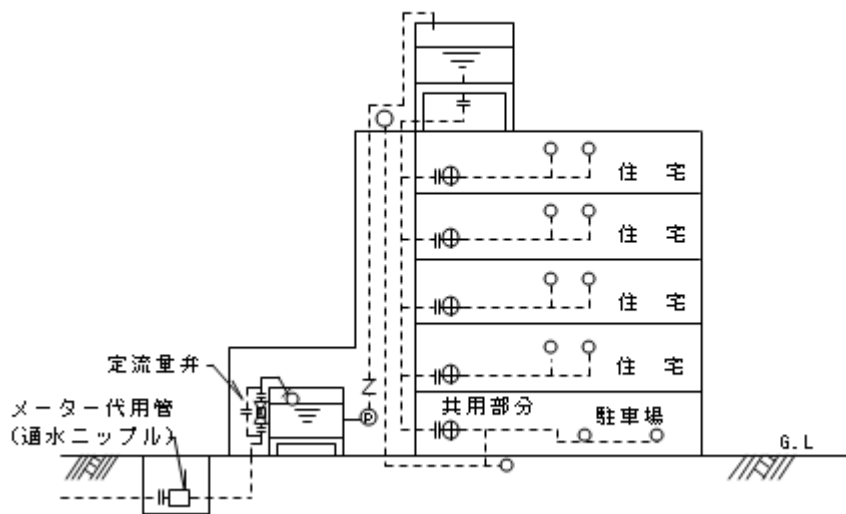 住 宅
住 宅
住 宅
定流量弁
住 宅
メーター代用管
(通水ニップル)
共用部分
駐車場
P
G.L